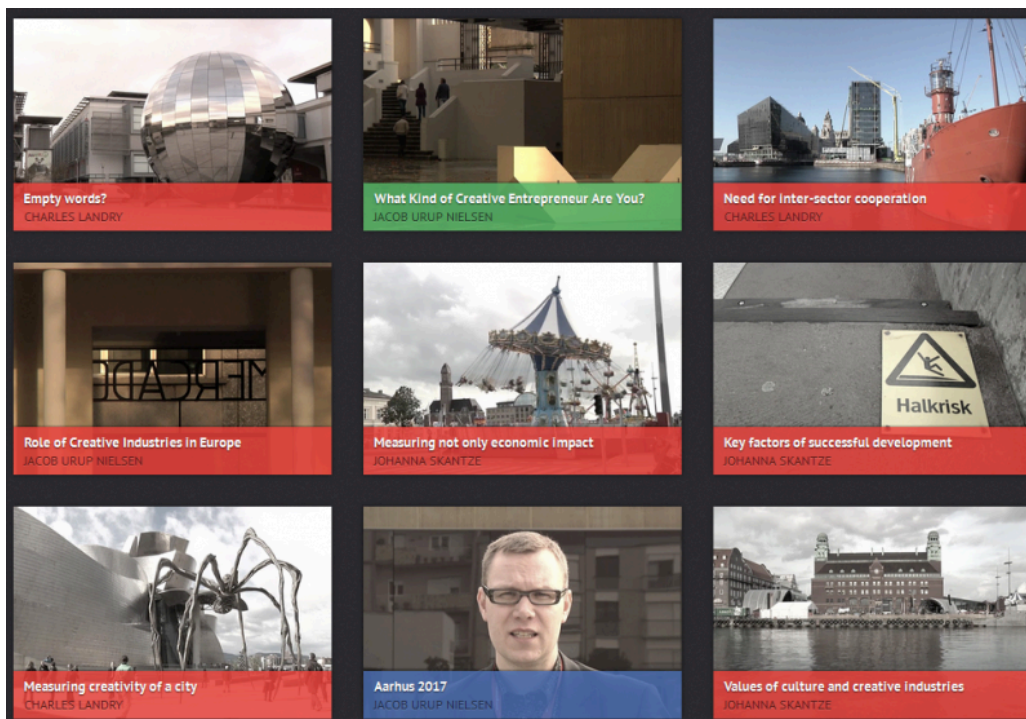 Empty words?
CHARLES LANDRY
What Kind of Creative Entrepreneur Are You?
JACOB URUP NIELSEN
Need for inter-sector cooperation
CHARLES LANDRY
MERCADO
Role of Creative Industries in Europe
JACOB URUP NIELSEN
Measuring not only economic impact
JOHANNA SKANTZE
Halkrisk
Key factors of successful development
JOHANNA SKANTZE
Measuring creativity of a city
CHARLES LANDRY
Aarhus 2017
JACOB URUP NIELSEN
Values of culture and creative industries
JOHANNA SKANTZE